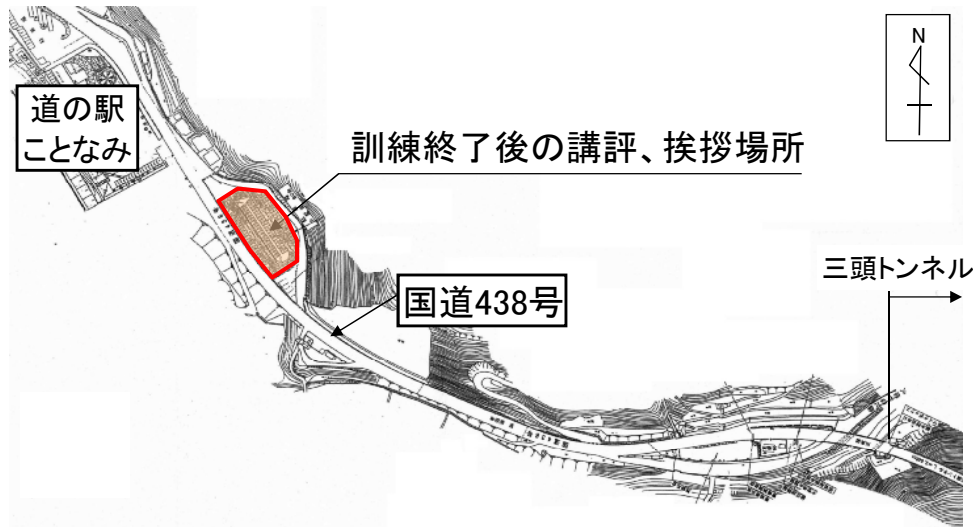 N
道の駅
ことなみ
訓練終了後の講評、挨拶場所
三頭トンネル
国道438号